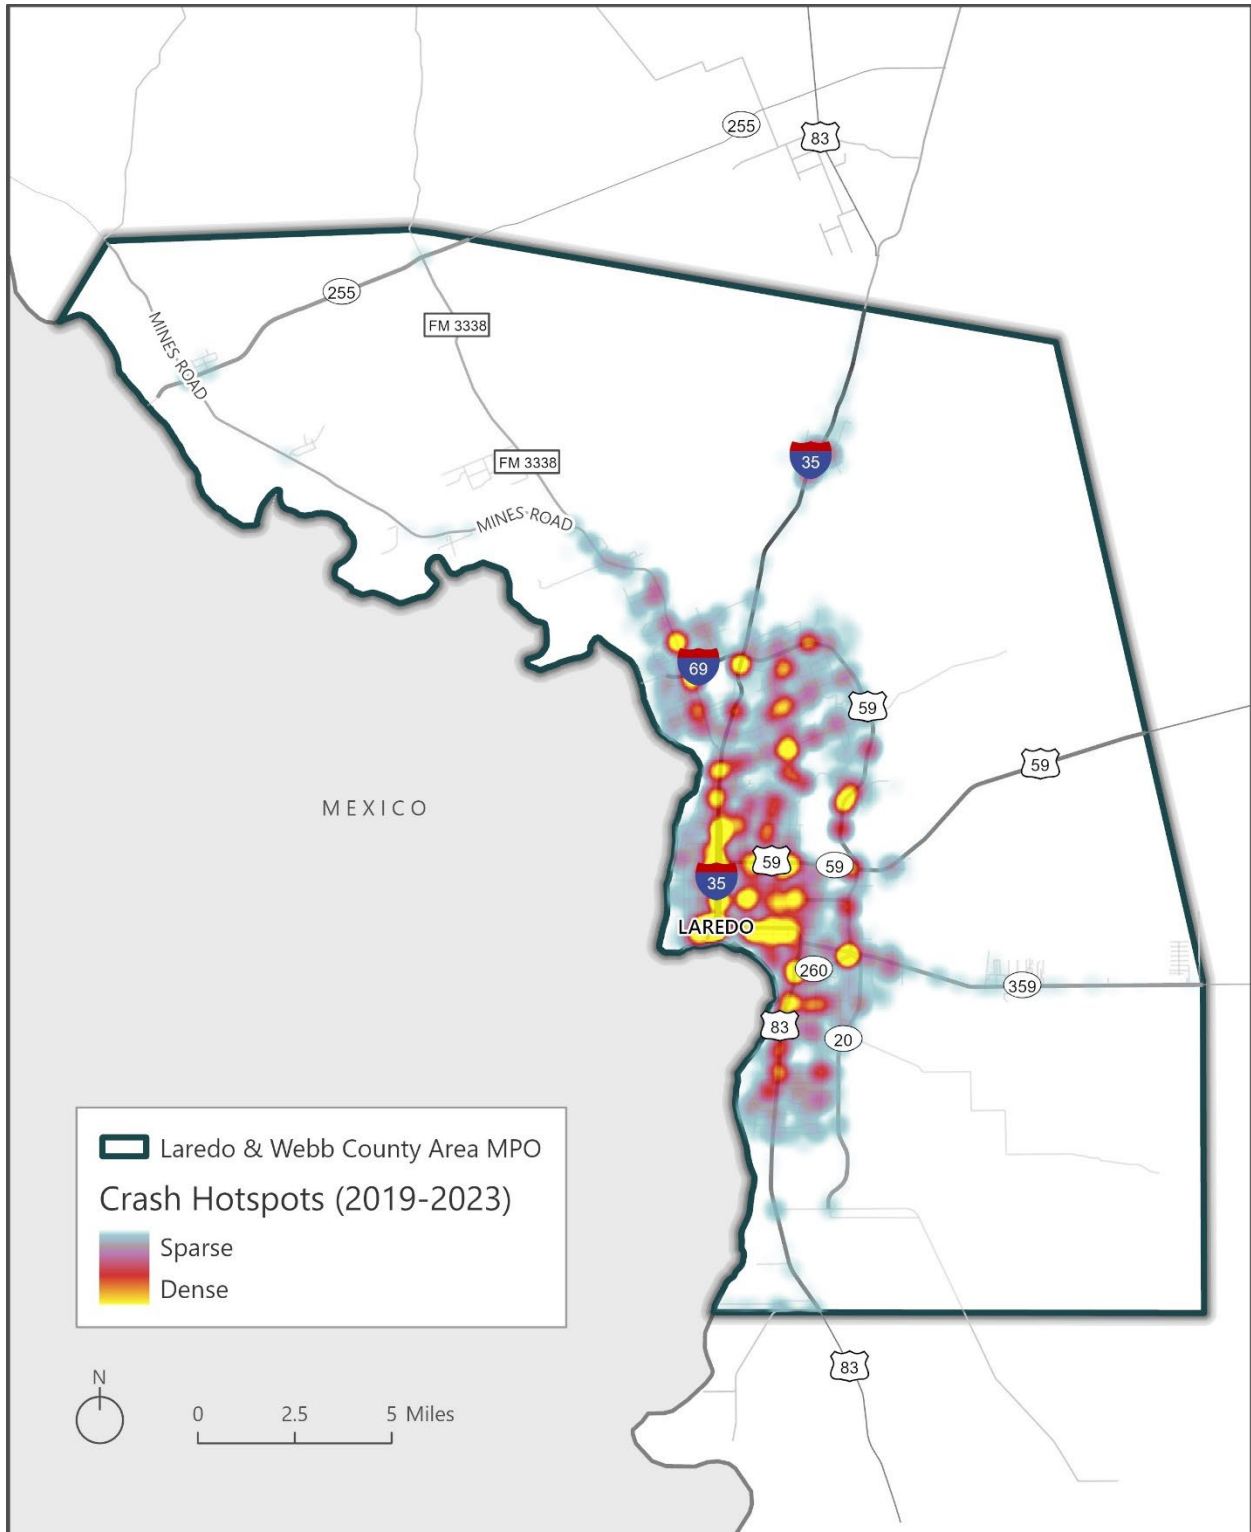 255
83
255
FM 3338
MINES ROAD
35
FM 3338
MINES ROAD
69
59
59
MEXICO
59
59
35
LAREDO
260
359
83
20
Laredo & Webb County Area MPO
Crash Hotspots (2019-2023)
Sparse
Dense
83
N
0 2.5 5 Miles